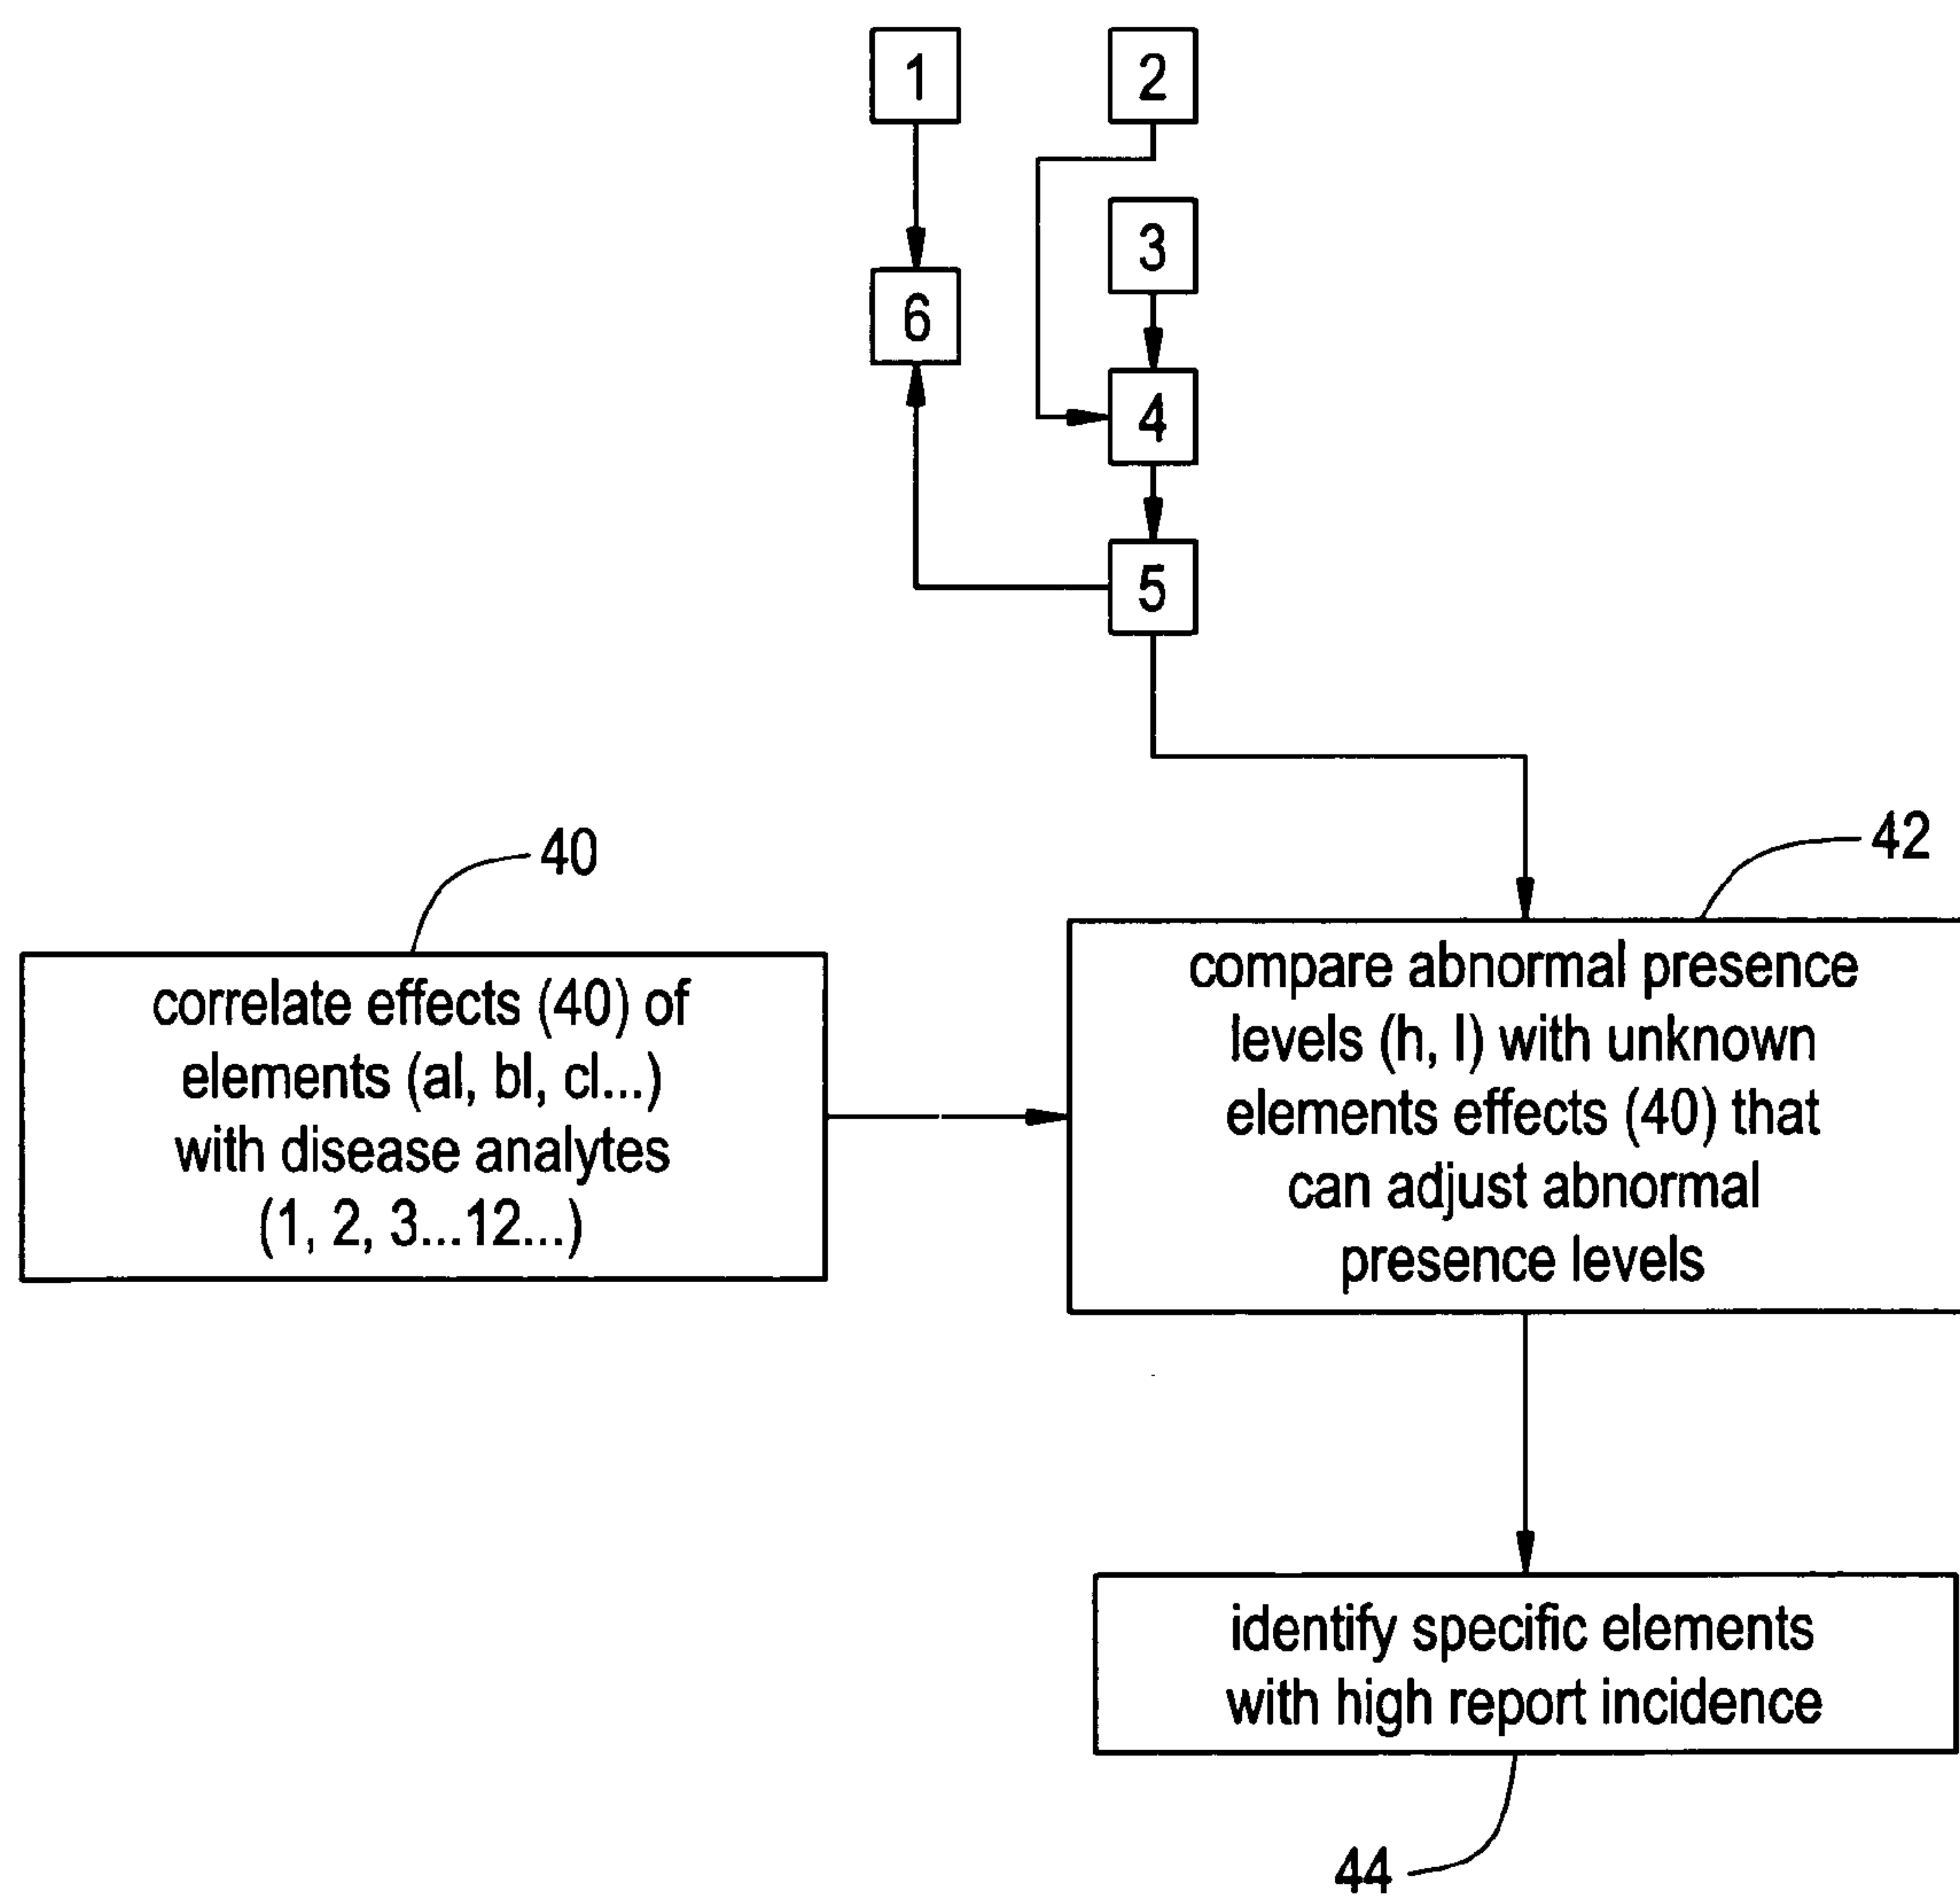 1
2
3
6
4
5
40
42
correlate effects (40) of
elements (al, bl, cl...)
with disease analytes
(1, 2, 3...12...)
compare abnormal presence
levels (h, l) with unknown
elements effects (40) that
can adjust abnormal
presence levels
identify specific elements
with high report incidence
44